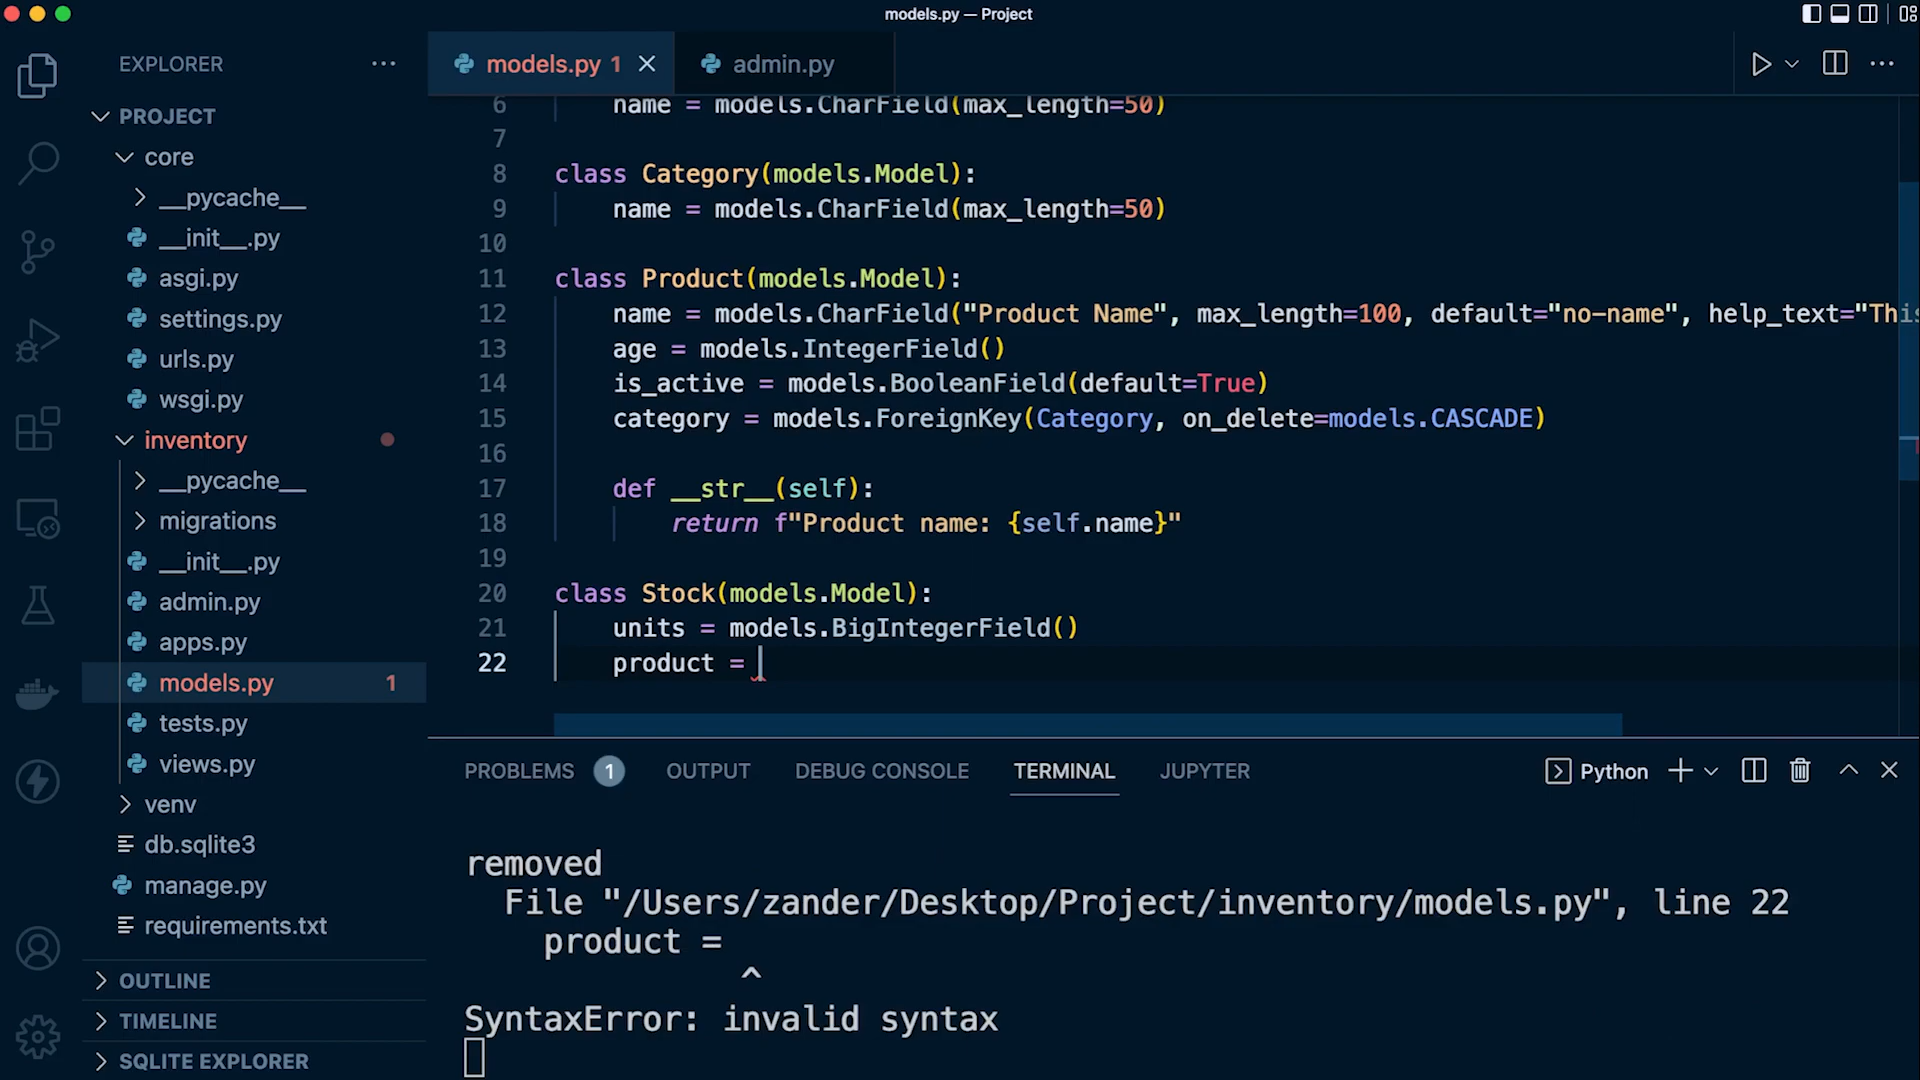 models.py — Project
EXPLORER
PROJECT
core
__pycache__
__init__.py
asgi.py
settings.py
urls.py
wsgi.py
inventory
__pycache__
migrations
__init__.py
admin.py
apps.py
models.py 1
tests.py
views.py
venv
db.sqlite3
manage.py
requirements.txt
OUTLINE
TIMELINE
SQLITE EXPLORER
models.py 1
admin.py
6 name = models.CharField(max_length=50)
7
8 class Category(models.Model):
9 name = models.CharField(max_length=50)
10
11 class Product(models.Model):
12 name = models.CharField("Product Name", max_length=100, default="no-name", help_text="This
13 age = models.IntegerField()
14 is_active = models.BooleanField(default=True)
15 category = models.ForeignKey(Category, on_delete=models.CASCADE)
16
17 def __str__(self):
18 return f"Product name: {self.name}"
19
20 class Stock(models.Model):
21 units = models.BigIntegerField()
22 product =
PROBLEMS 1 OUTPUT DEBUG CONSOLE TERMINAL JUPYTER Python
removed
File "/Users/zander/Desktop/Project/inventory/models.py", line 22
product =
^
SyntaxError: invalid syntax